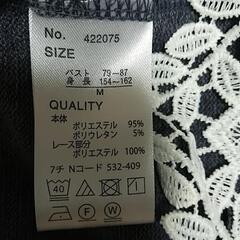 No. 422075
SIZE
バスト 79~87
身長 154~162
M
QUALITY
本体
ポリエステル 95%
ポリウレタン 5%
レース部分
ポリエステル 100%
7チ Nコード 532-409
40
P W